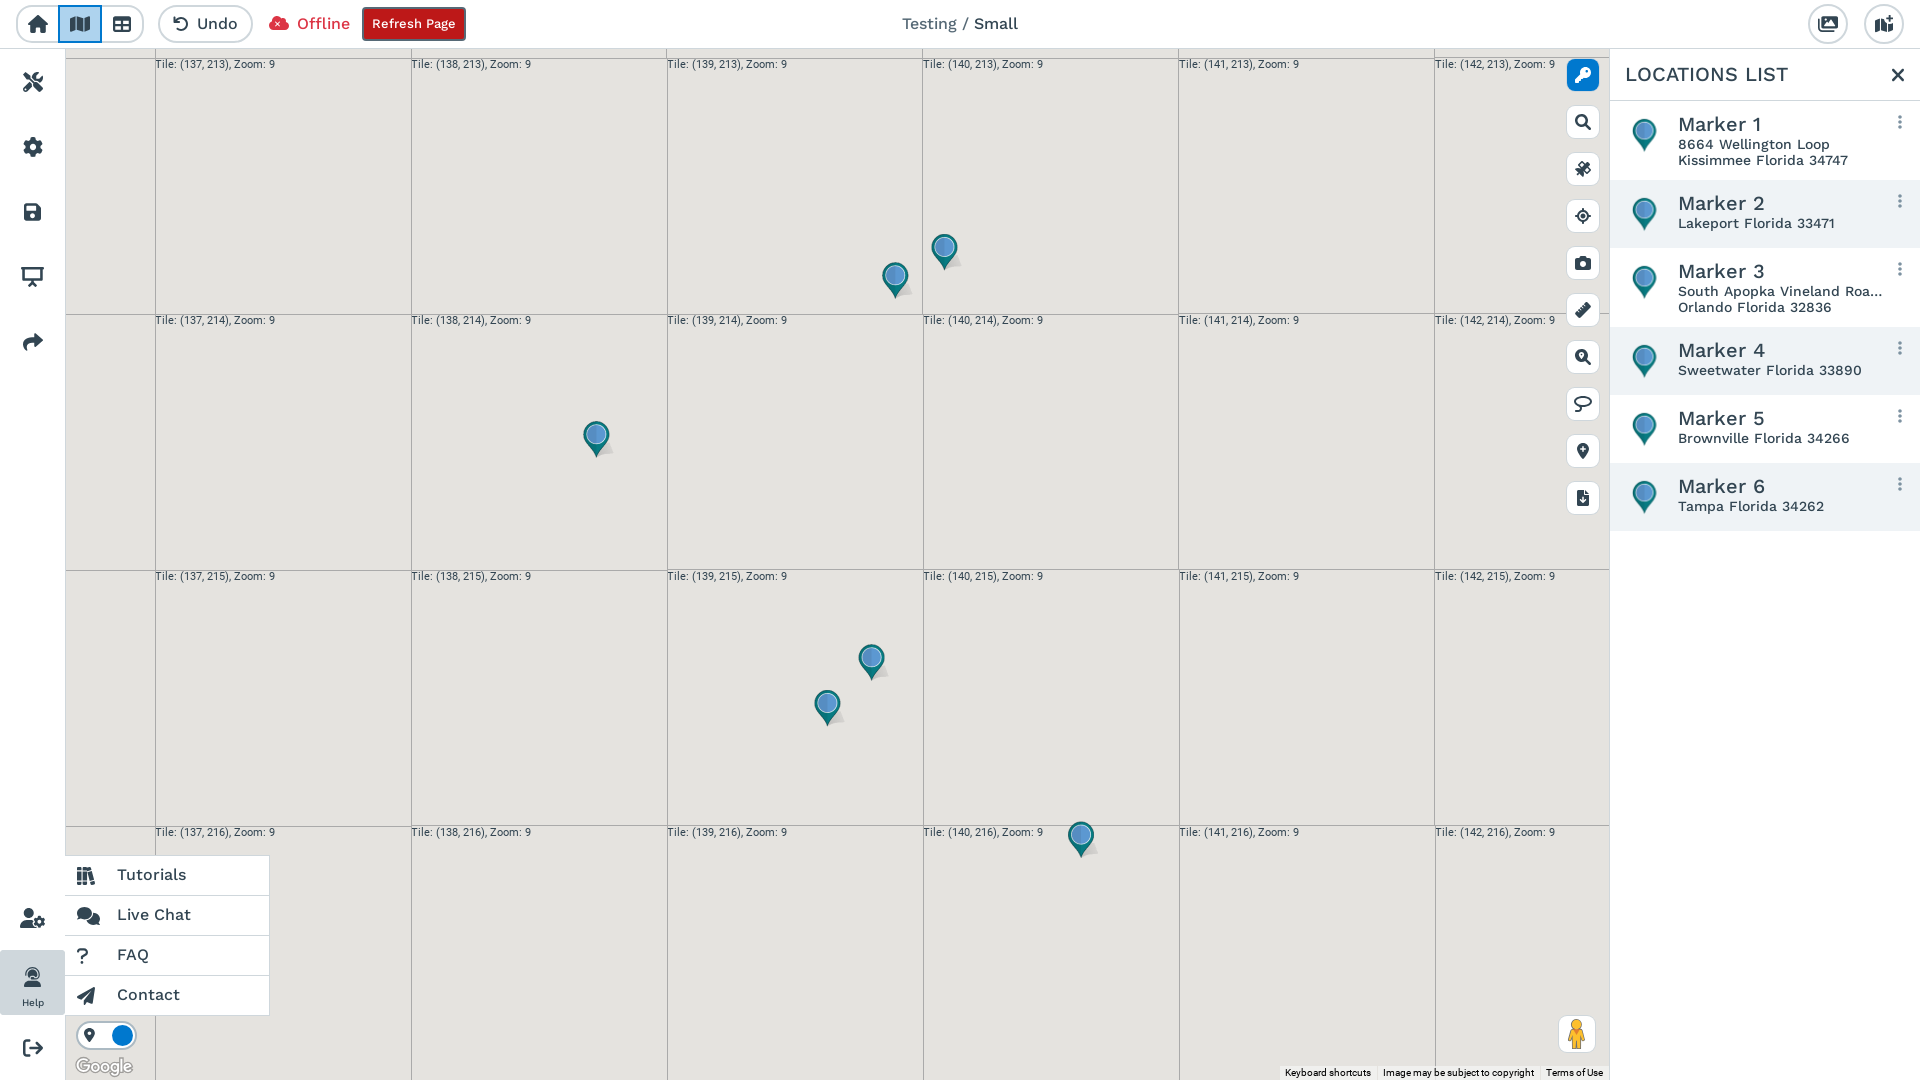 Undo
Offline
Refresh Page
Testing / Small
Tile: (137, 213), Zoom: 9
Tile: (138, 213), Zoom: 9
Tile: (139, 213), Zoom: 9
Tile: (140, 213), Zoom: 9
Tile: (141, 213), Zoom: 9
Tile: (142, 213), Zoom: 9
Tile: (137, 214), Zoom: 9
Tile: (138, 214), Zoom: 9
Tile: (139, 214), Zoom: 9
Tile: (140, 214), Zoom: 9
Tile: (141, 214), Zoom: 9
Tile: (142, 214), Zoom: 9
Tile: (137, 215), Zoom: 9
Tile: (138, 215), Zoom: 9
Tile: (139, 215), Zoom: 9
Tile: (140, 215), Zoom: 9
Tile: (141, 215), Zoom: 9
Tile: (142, 215), Zoom: 9
Tile: (137, 216), Zoom: 9
Tile: (138, 216), Zoom: 9
Tile: (139, 216), Zoom: 9
Tile: (140, 216), Zoom: 9
Tile: (141, 216), Zoom: 9
Tile: (142, 216), Zoom: 9
LOCATIONS LIST
Marker 1
8664 Wellington Loop
Kissimmee Florida 34747
Marker 2
Lakeport Florida 33471
Marker 3
South Apopka Vineland Roa...
Orlando Florida 32836
Marker 4
Sweetwater Florida 33890
Marker 5
Brownville Florida 34266
Marker 6
Tampa Florida 34262
Tutorials
Live Chat
FAQ
Contact
Help
Google
Keyboard shortcuts
Image may be subject to copyright
Terms of Use